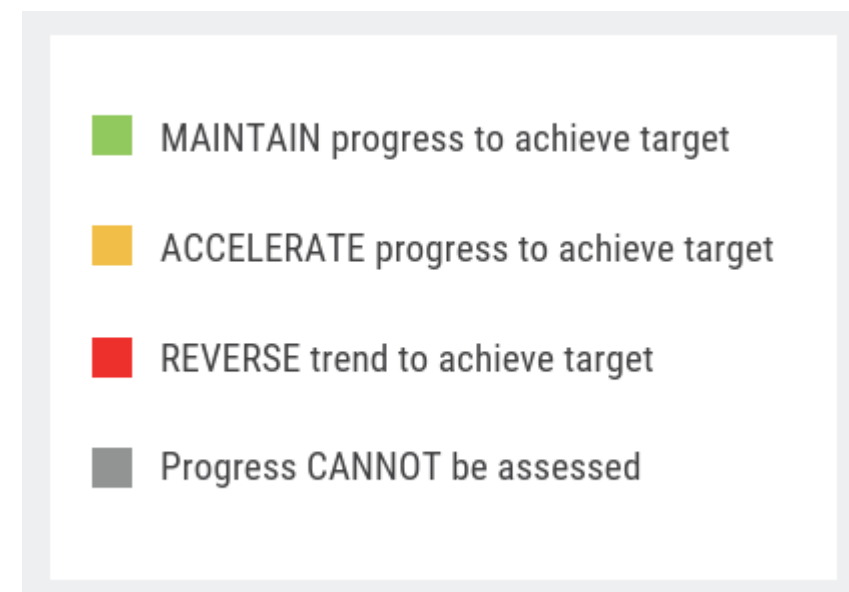 MAINTAIN progress to achieve target
ACCELERATE progress to achieve target
REVERSE trend to achieve target
Progress CANNOT be assessed